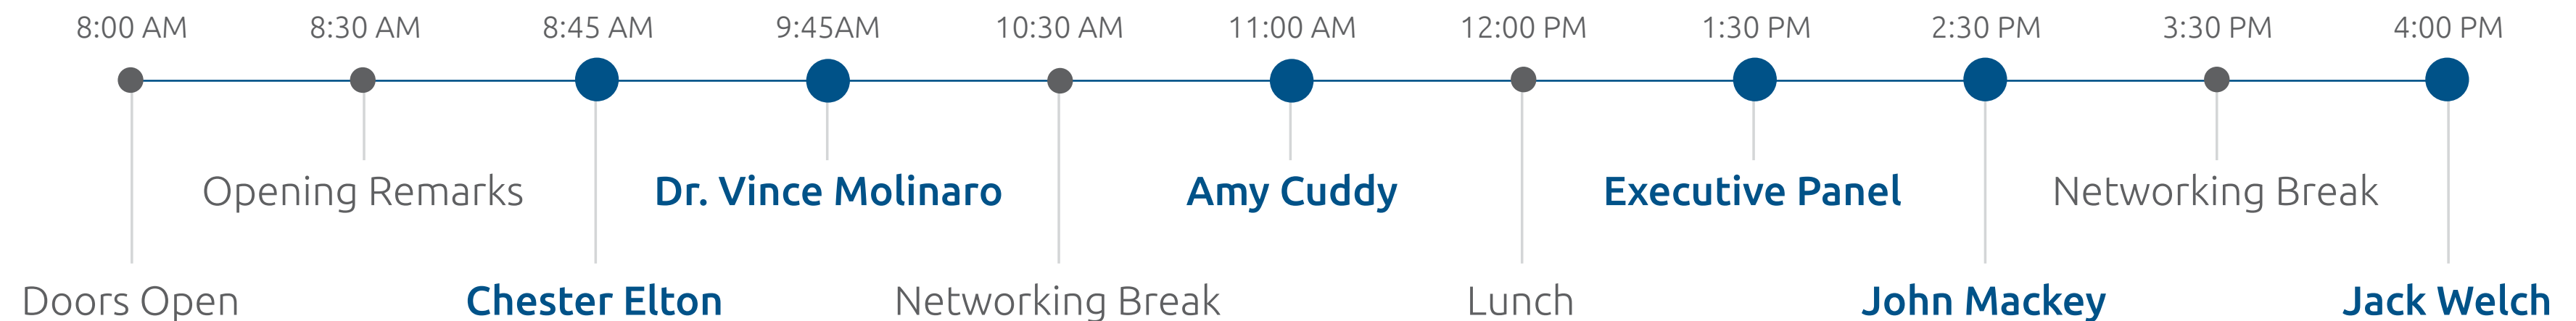 8:00 AM 8:30 AM 8:45 AM 9:45AM 10:30 AM 11:00 AM 12:00 PM 1:30 PM 2:30 PM 3:30 PM 4:00 PM
Opening Remarks Dr. Vince Molinaro Amy Cuddy Executive Panel Networking Break
Doors Open Chester Elton Networking Break Lunch John Mackey Jack Welch